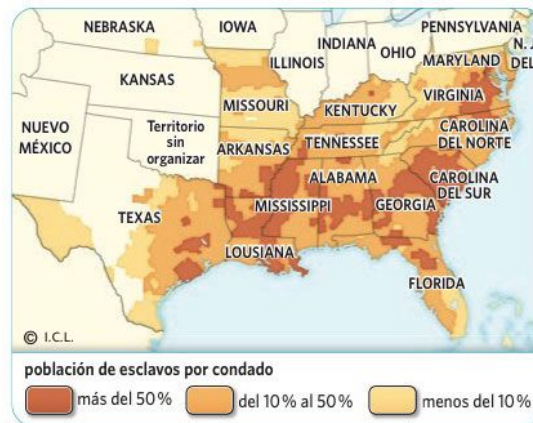 NEBRASKA
IOWA
PENNSYLVANIA
INDIANA
ILLINOIS
OHIO
N. J.
MARYLAND
DEL
KANSAS
MISSOURI
KENTUCKY
VIRGINIA
NUEVO
MÉXICO
Territorio
sin
organizar
ARKANSAS
TENNESSEE
CAROLINA
DEL NORTE
ALABAMA
CAROLINA
DEL SUR
TEXAS
MISSISSIPPI
GEORGIA
LOUSIANA
FLORIDA
© I.C.L.
población de esclavos por condado
más del 50 %
del 10 % al 50 %
menos del 10 %